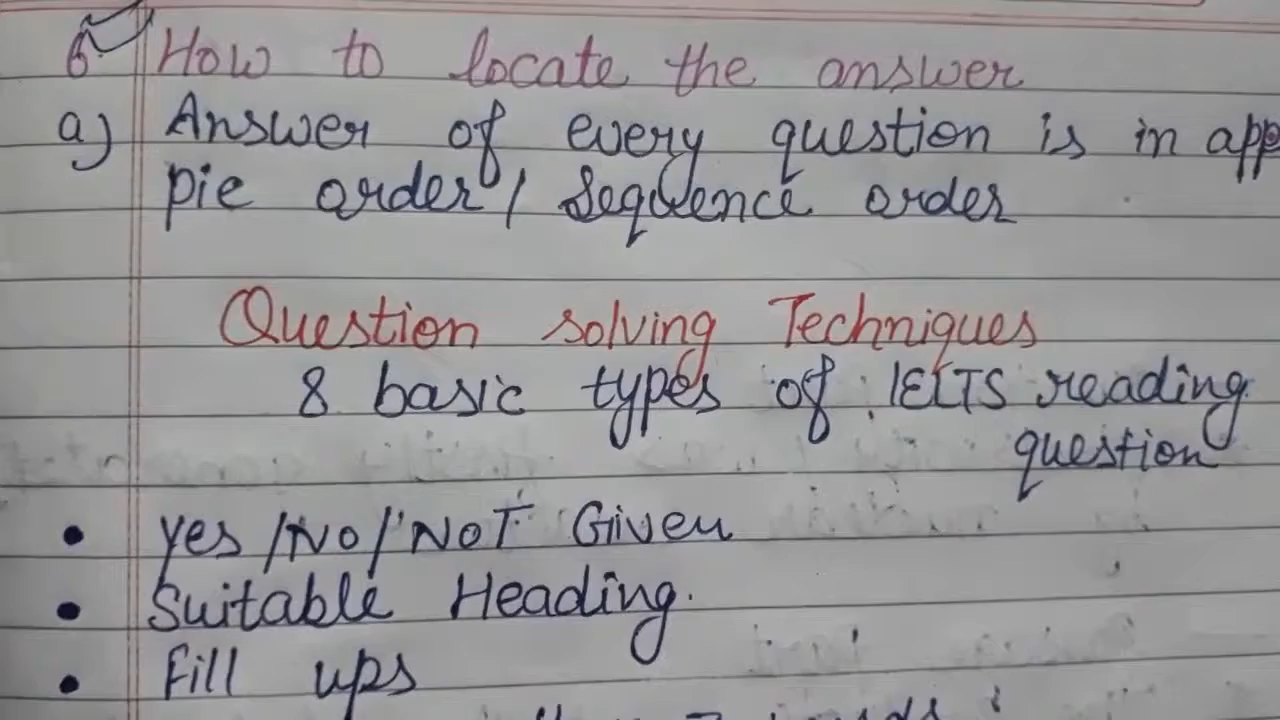 6 How to locate the answer
a) Answer of every question is in app
pie order / Sequence order
Question solving Techniques
8 basic types of IELTS reading
question
• Yes /No/ NOT Given
• Suitable Heading.
• Fill ups